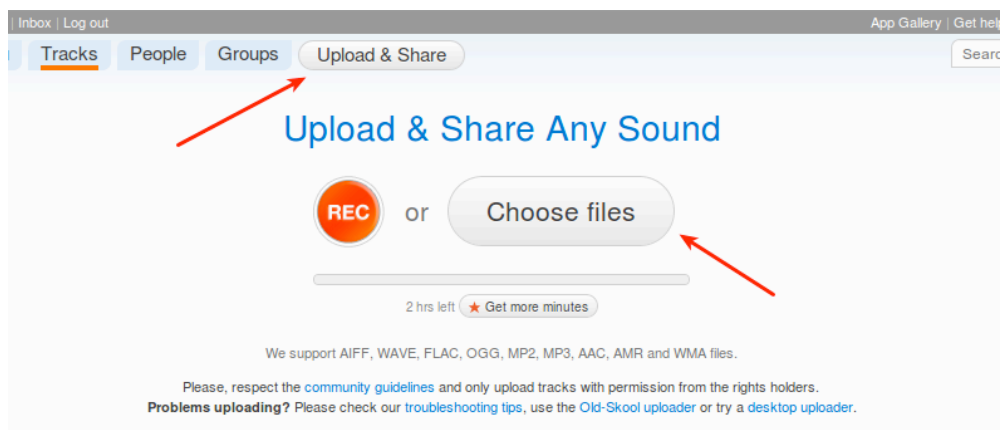 | Inbox | Log out App Gallery | Get help
Tracks People Groups Upload & Share Searc
Upload & Share Any Sound
REC or Choose files
2 hrs left Get more minutes
We support AIFF, WAVE, FLAC, OGG, MP2, MP3, AAC, AMR and WMA files.
Please, respect the community guidelines and only upload tracks with permission from the rights holders.
Problems uploading? Please check our troubleshooting tips, use the Old-Skool uploader or try a desktop uploader.